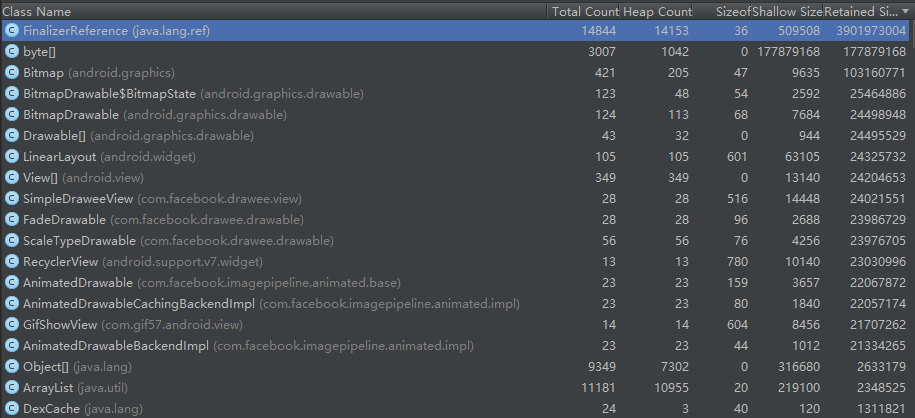 Class Name Total Count Heap Count Sizeof Shallow Size Retained Si...
FinalizerReference (java.lang.ref) 14844 14153 36 509508 3901973004
byte[] 3007 1042 0 177879168 177879168
Bitmap (android.graphics) 421 205 47 9635 103160771
BitmapDrawable$BitmapState (android.graphics.drawable) 123 48 54 2592 25464886
BitmapDrawable (android.graphics.drawable) 124 113 68 7684 24498948
Drawable[] (android.graphics.drawable) 43 32 0 944 24495529
LinearLayout (android.widget) 105 105 601 63105 24325732
View[] (android.view) 349 349 0 13140 24204653
SimpleDraweeView (com.facebook.drawee.view) 28 28 516 14448 24021551
FadeDrawable (com.facebook.drawee.drawable) 28 28 96 2688 23986729
ScaleTypeDrawable (com.facebook.drawee.drawable) 56 56 76 4256 23976705
RecyclerView (android.support.v7.widget) 13 13 780 10140 23030996
AnimatedDrawable (com.facebook.imagepipeline.animated.base) 23 23 159 3657 22067872
AnimatedDrawableCachingBackendImpl (com.facebook.imagepipeline.animated.impl) 23 23 80 1840 22057174
GifShowView (com.gif57.android.view) 14 14 604 8456 21707262
AnimatedDrawableBackendImpl (com.facebook.imagepipeline.animated.impl) 23 23 44 1012 21334265
Object[] (java.lang) 9349 7302 0 316680 2633179
ArrayList (java.util) 11181 10955 20 219100 2348525
DexCache (java.lang) 24 3 40 120 1311821